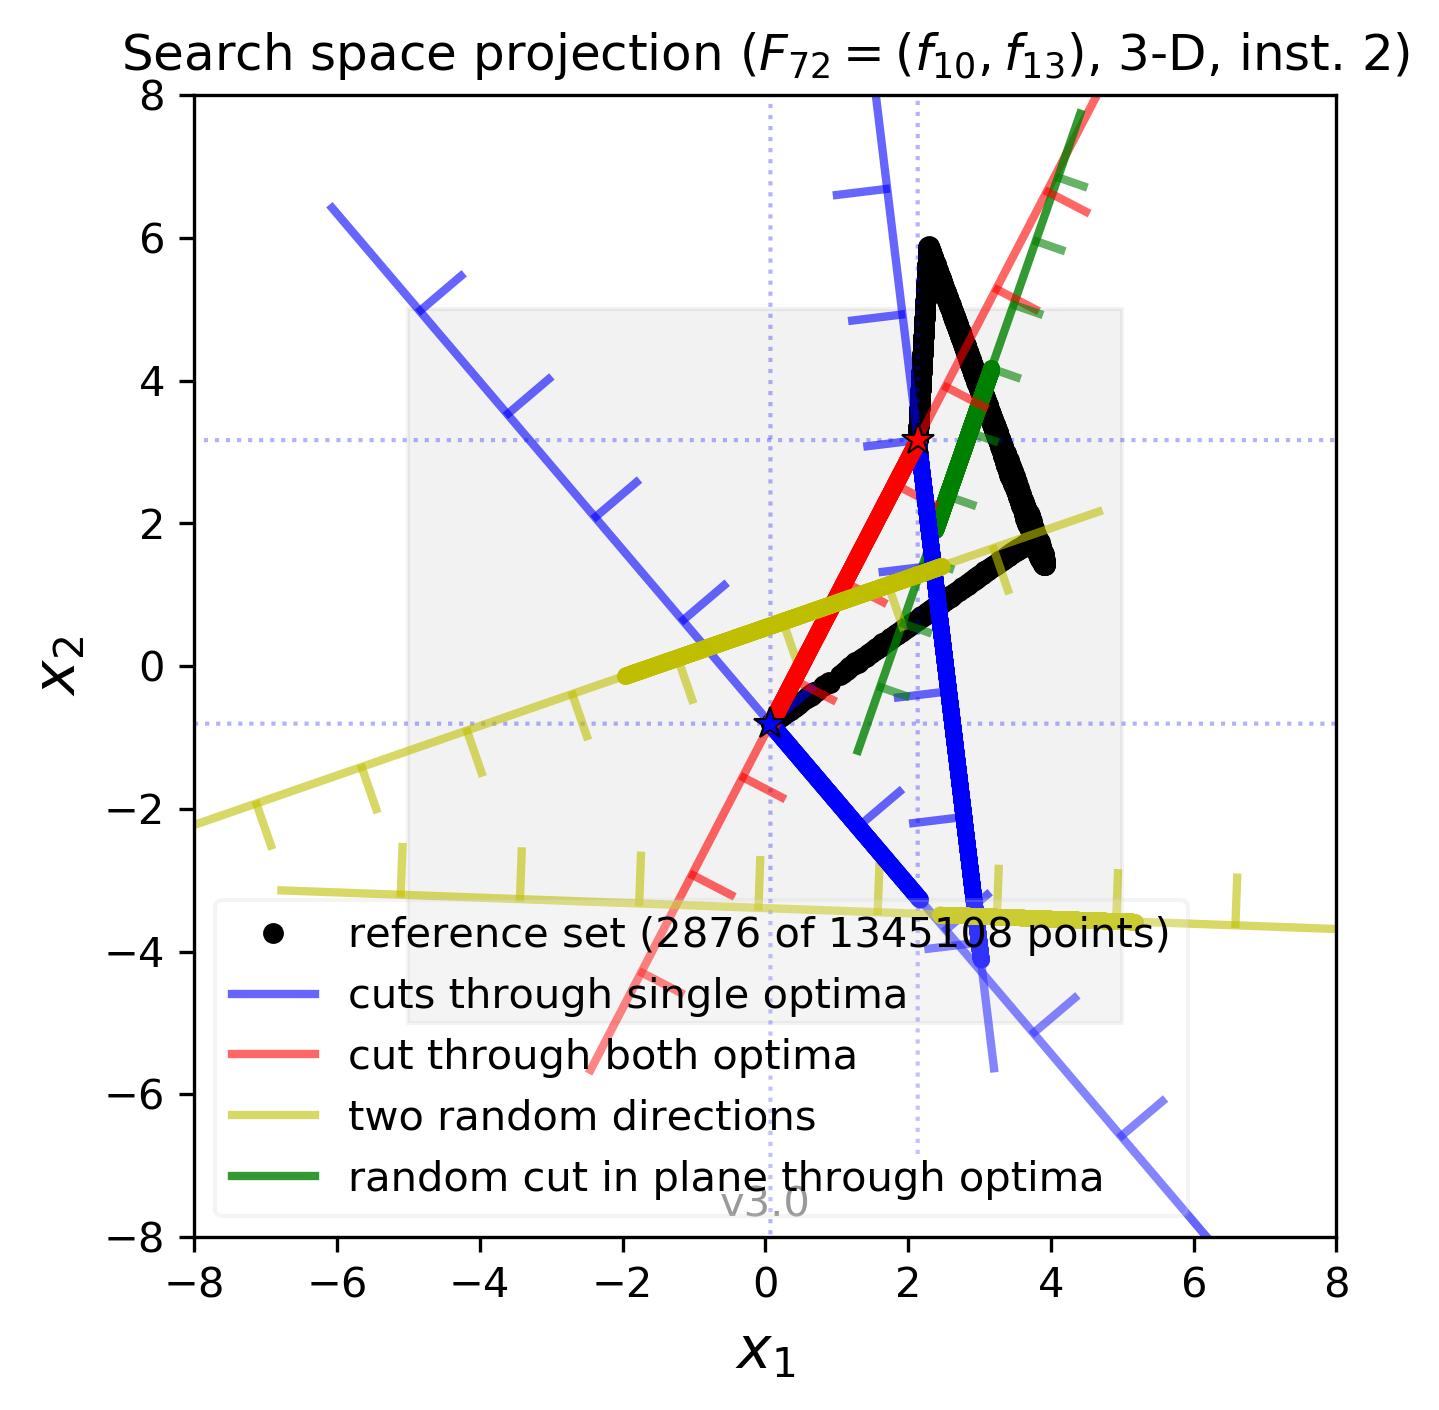 Search space projection (F72 = (f10, f13), 3-D, inst. 2)
8
6
4
2
0
−2
−4
−6
−8
x2
reference set (2876 of 1345108 points)
cuts through single optima
cut through both optima
two random directions
random cut in plane through optima
v3.0
−8 −6 −4 −2 0 2 4 6 8
x1